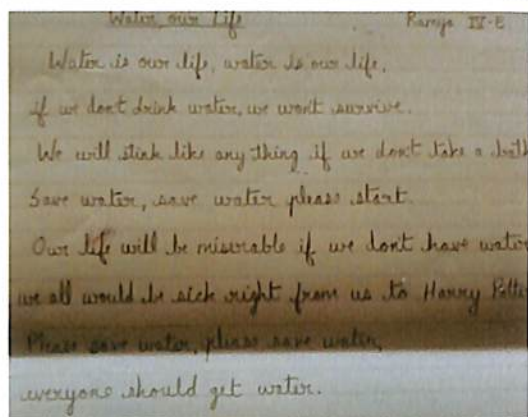 Water our Life Ramya IV-E
Water is our life, water is our life,
if we dont drink water, we wont survive.
We will stink like any thing if we don't take a bath
Save water, save water please start.
Our life will be misirable if we dont have water
we all would be sick right from us to Harry Potter
Please save water, please save water,
everyone should get water.